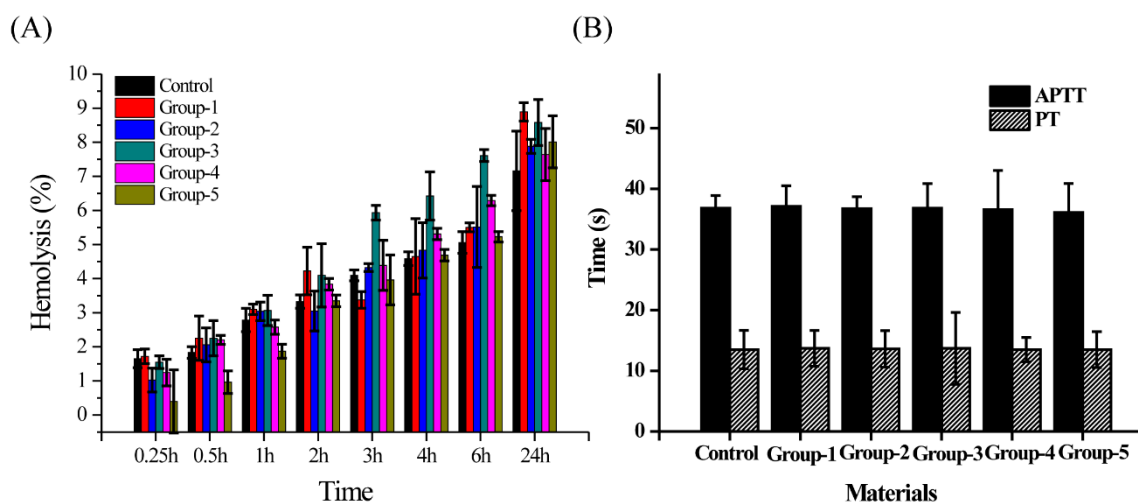 (A)
(B)
Hemolysis (%)
10
9
8
7
6
5
4
3
2
1
0
Control
Group-1
Group-2
Group-3
Group-4
Group-5
0.25h 0.5h 1h 2h 3h 4h 6h 24h
Time
Time (s)
50
40
30
20
10
0
APTT
PT
Control Group-1 Group-2 Group-3 Group-4 Group-5
Materials